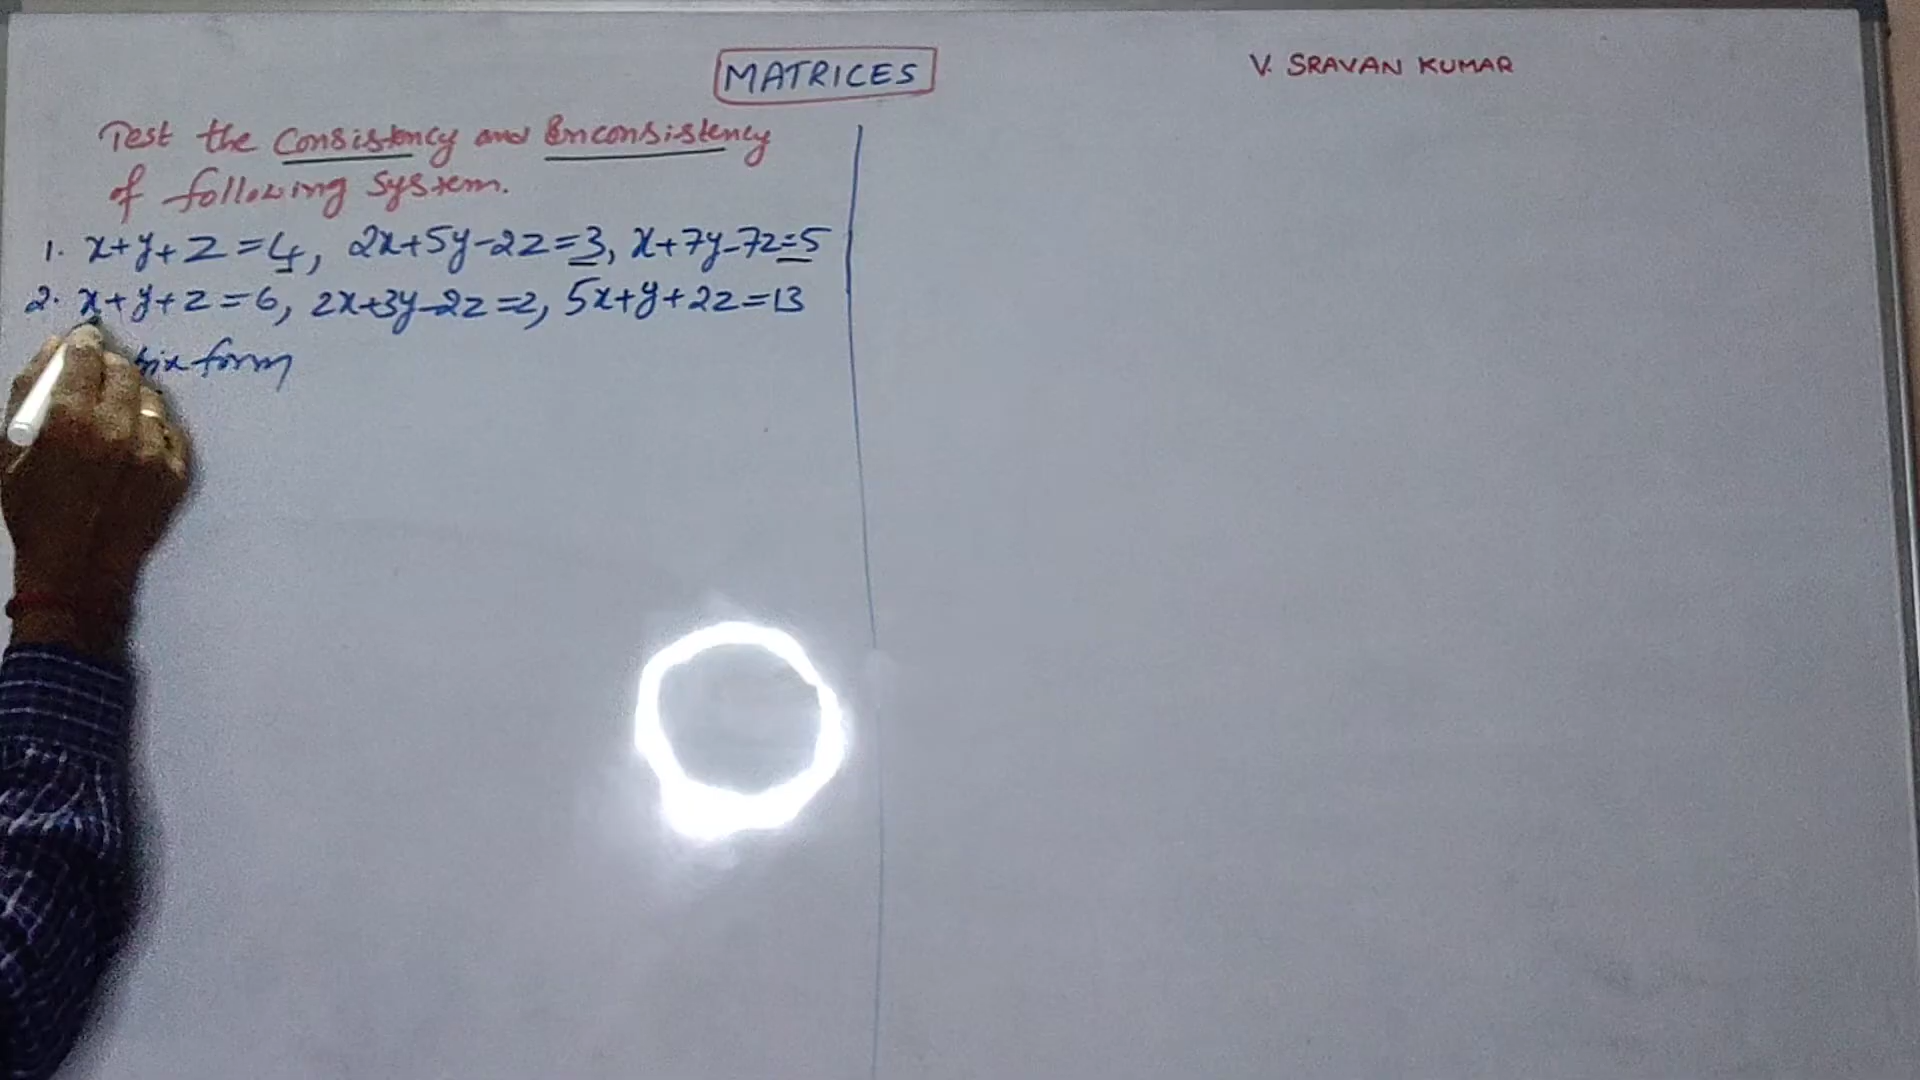 MATRICES
V. SRAVAN KUMAR
Test the Consistency and Inconsistency
of following System.
1. x+y+z=4, 2x+5y-2z=3, x+7y-7z=5
2. x+y+z=6, 2x+3y-2z=2, 5x+y+2z=13
form